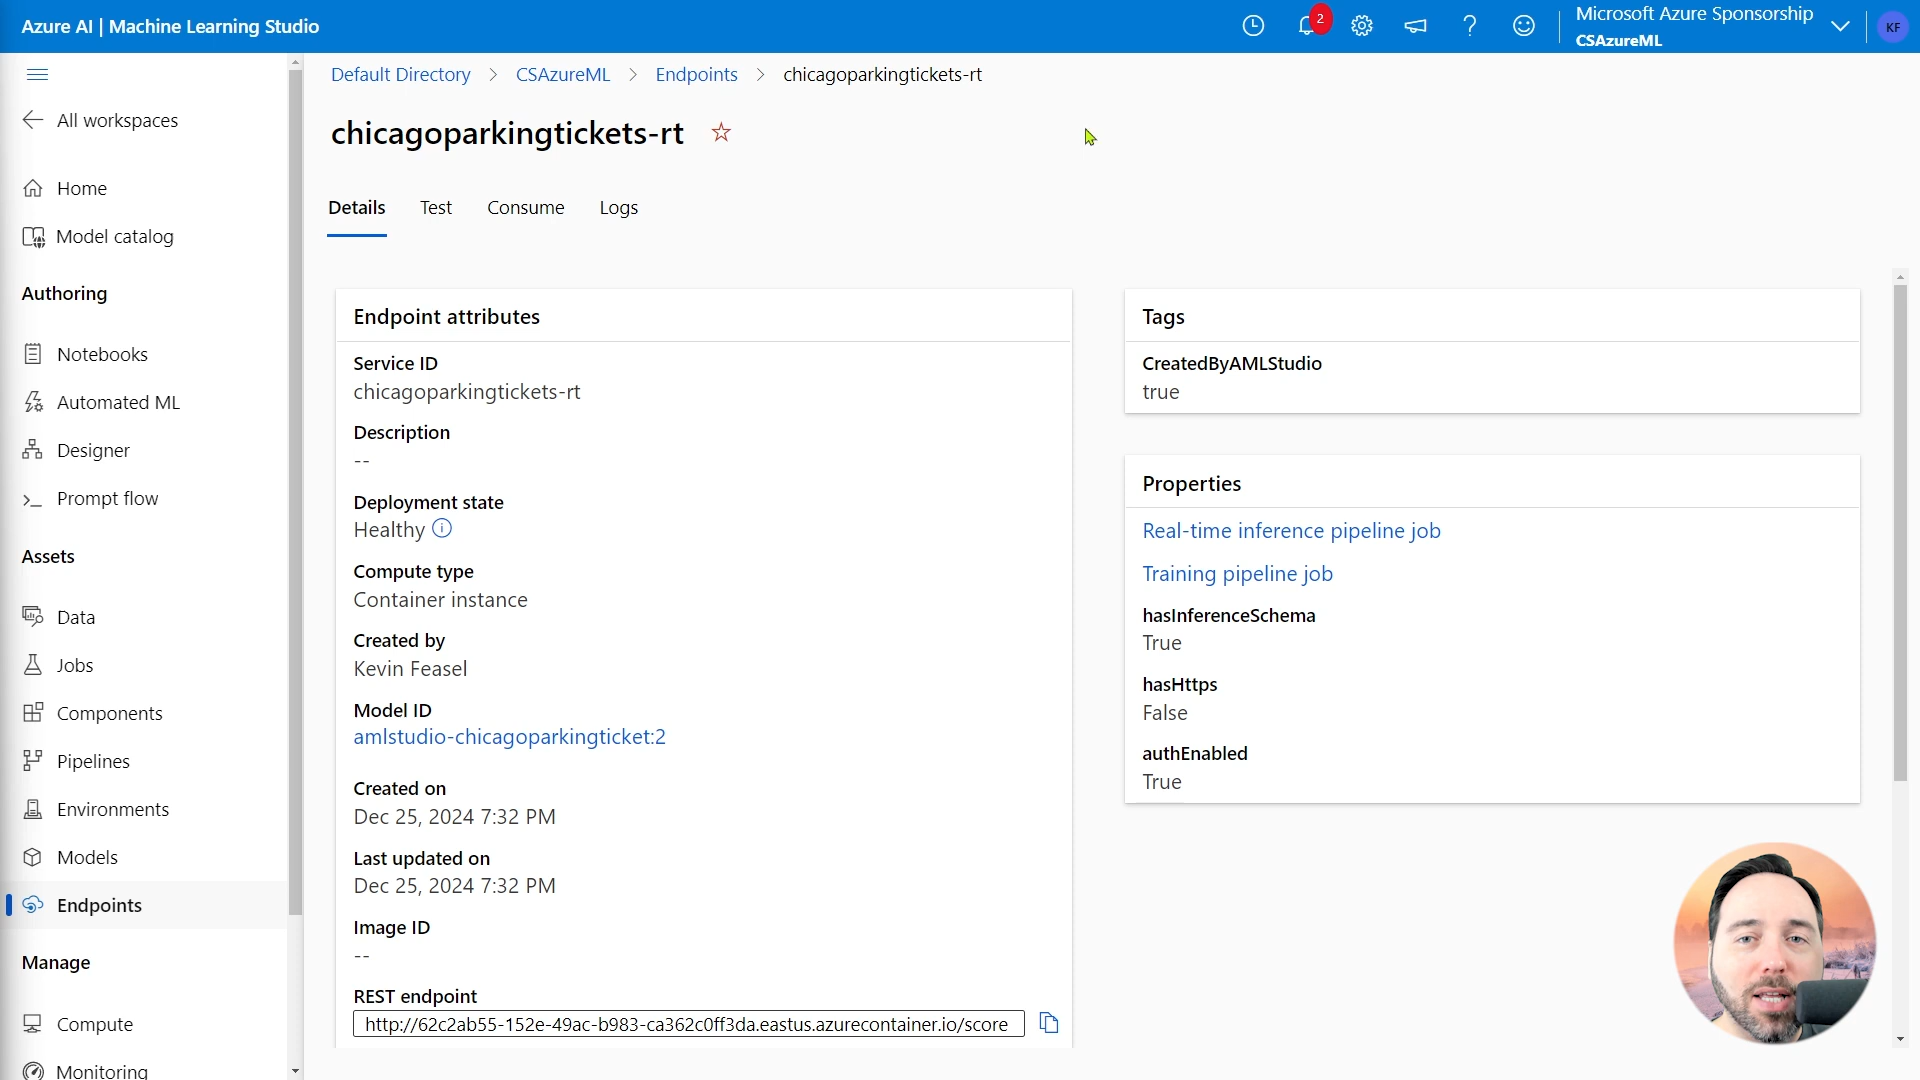 Azure AI | Machine Learning Studio
2
Microsoft Azure Sponsorship
CSAzureML
KF
All workspaces
Home
Model catalog
Authoring
Notebooks
Automated ML
Designer
Prompt flow
Assets
Data
Jobs
Components
Pipelines
Environments
Models
Endpoints
Manage
Compute
Monitoring
Default Directory > CSAzureML > Endpoints > chicagoparkingtickets-rt
chicagoparkingtickets-rt
Details Test Consume Logs
Endpoint attributes
Service ID
chicagoparkingtickets-rt
Description
--
Deployment state
Healthy
Compute type
Container instance
Created by
Kevin Feasel
Model ID
amlstudio-chicagoparkingticket:2
Created on
Dec 25, 2024 7:32 PM
Last updated on
Dec 25, 2024 7:32 PM
Image ID
--
REST endpoint
http://62c2ab55-152e-49ac-b983-ca362c0ff3da.eastus.azurecontainer.io/score
Tags
CreatedByAMLStudio
true
Properties
Real-time inference pipeline job
Training pipeline job
hasInferenceSchema
True
hasHttps
False
authEnabled
True